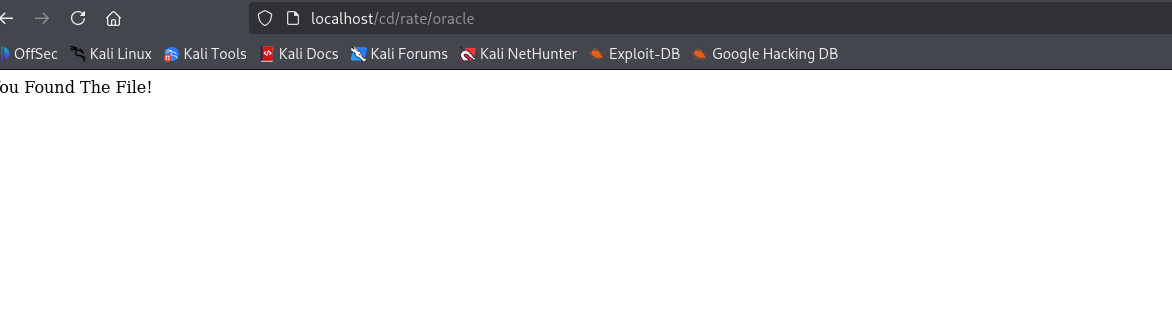 localhost/cd/rate/oracle
OffSec Kali Linux Kali Tools Kali Docs Kali Forums Kali NetHunter Exploit-DB Google Hacking DB
ou Found The File!